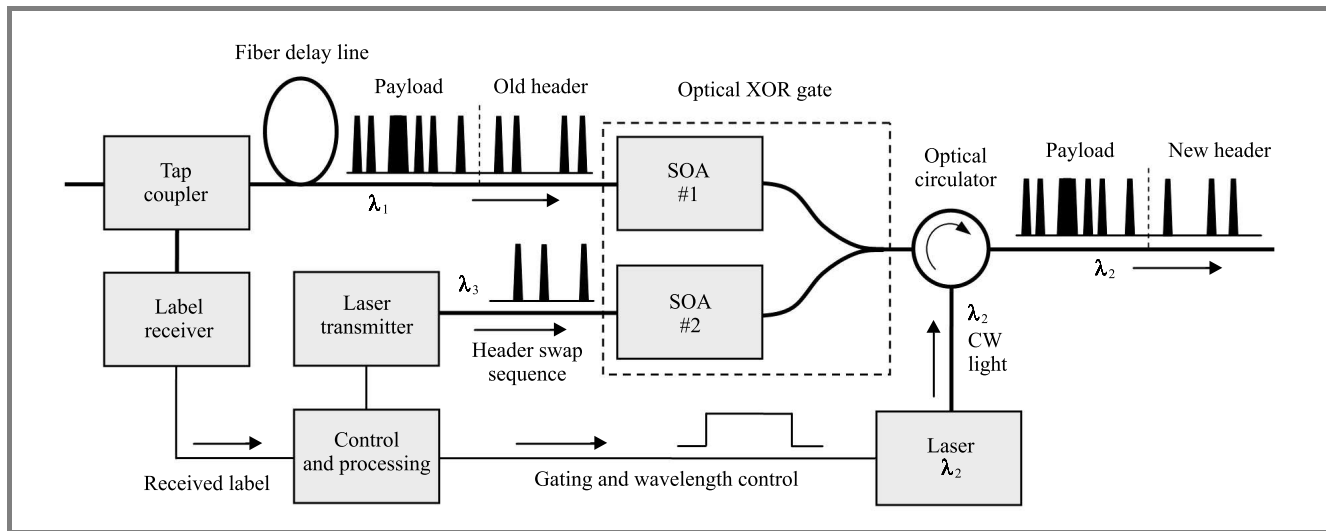 Fiber delay line
Payload
Old header
Optical XOR gate
Tap
coupler
λ1
SOA
#1
Optical
circulator
Payload
New header
λ2
Label
receiver
Laser
transmitter
λ3
Header swap
sequence
SOA
#2
λ2
CW
light
Control
and processing
Received label
Gating and wavelength control
Laser
λ2